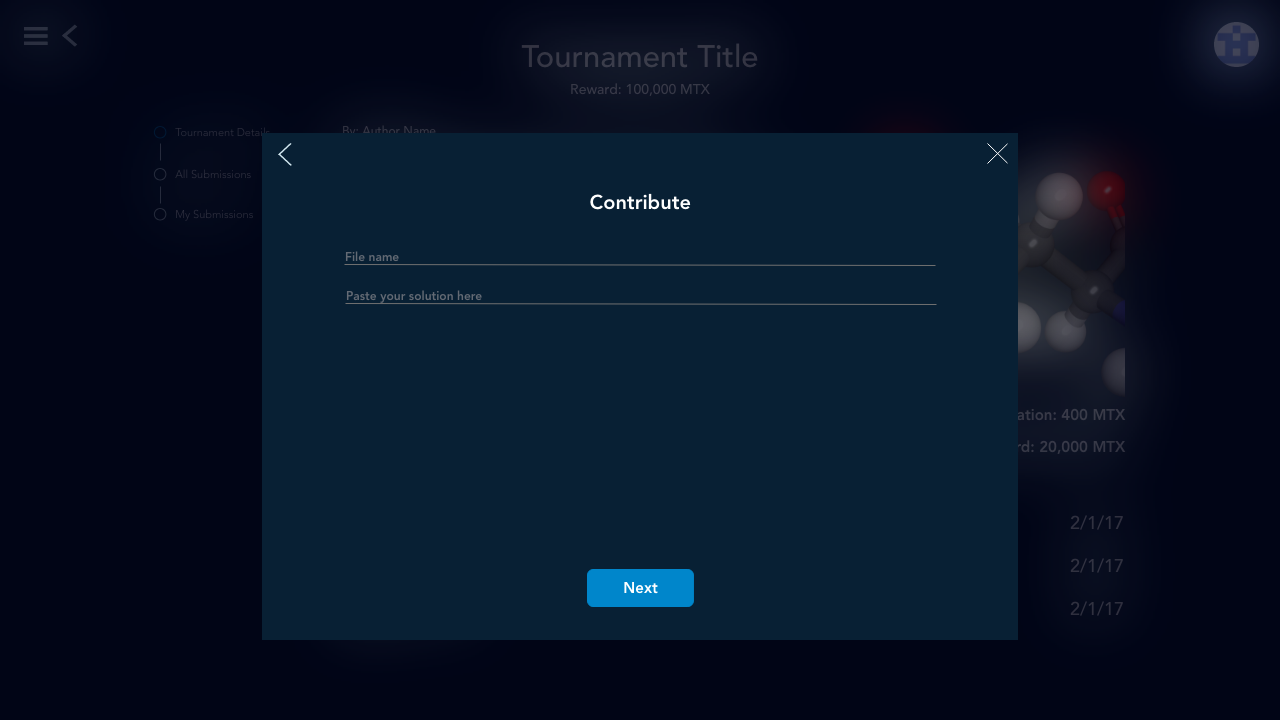 Tournament Title
Reward: 100,000 MTX
Tournament Details
By: Author Name
All Submissions
My Submissions
Contribute
File name
Paste your solution here
ation: 400 MTX
rd: 20,000 MTX
2/1/17
2/1/17
Next
2/1/17